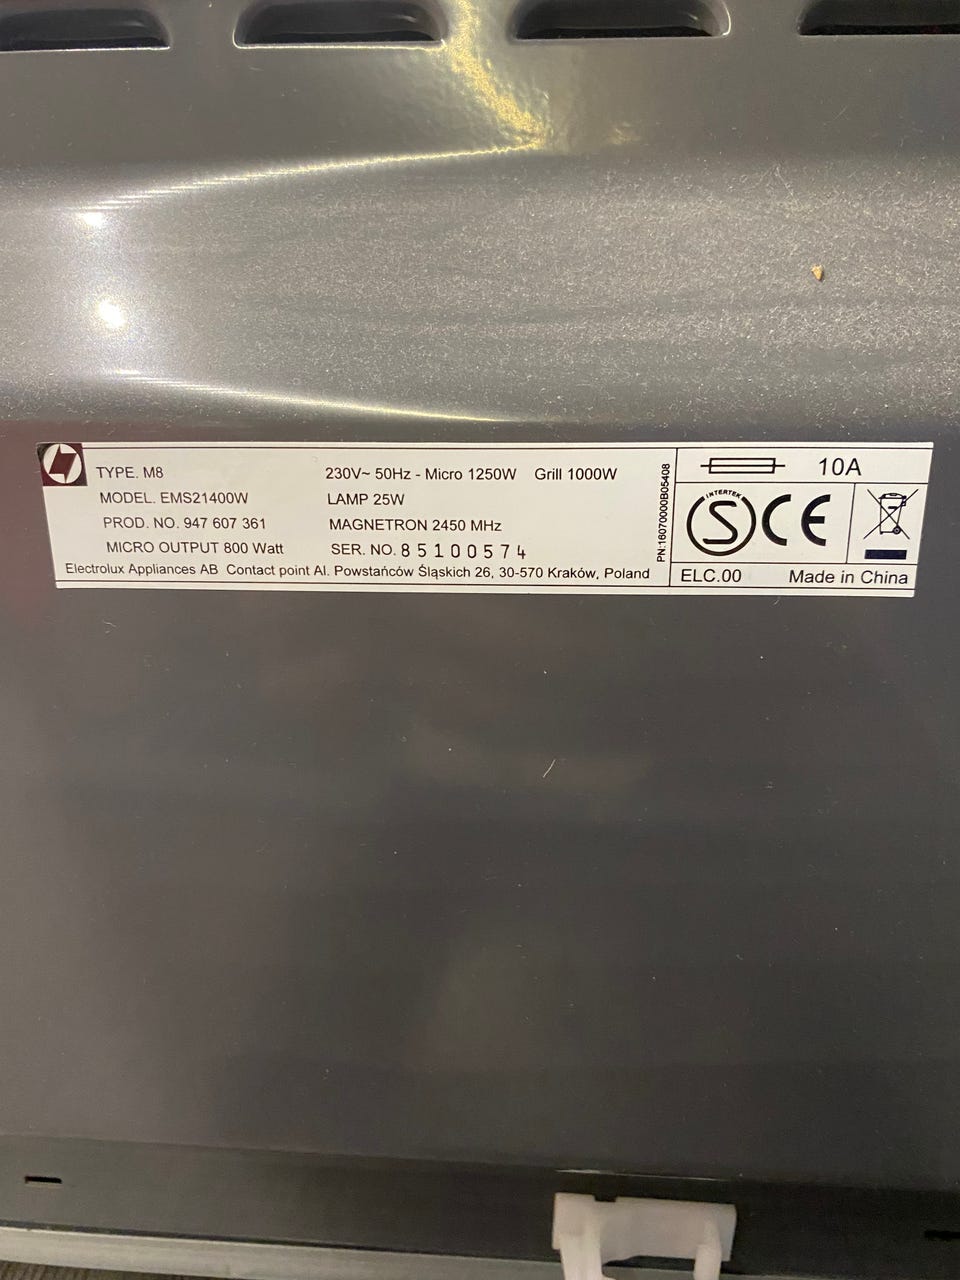 TYPE. M8
230V~ 50Hz - Micro 1250W Grill 1000W
MODEL. EMS21400W
LAMP 25W
PROD. NO. 947 607 361
MAGNETRON 2450 MHz
MICRO OUTPUT 800 Watt
SER. NO. 85100574
Electrolux Appliances AB Contact point Al. Powstańców Śląskich 26, 30-570 Kraków, Poland
PN:16070000B05408
10A
INTERTEK
S
CE
ELC.00
Made in China